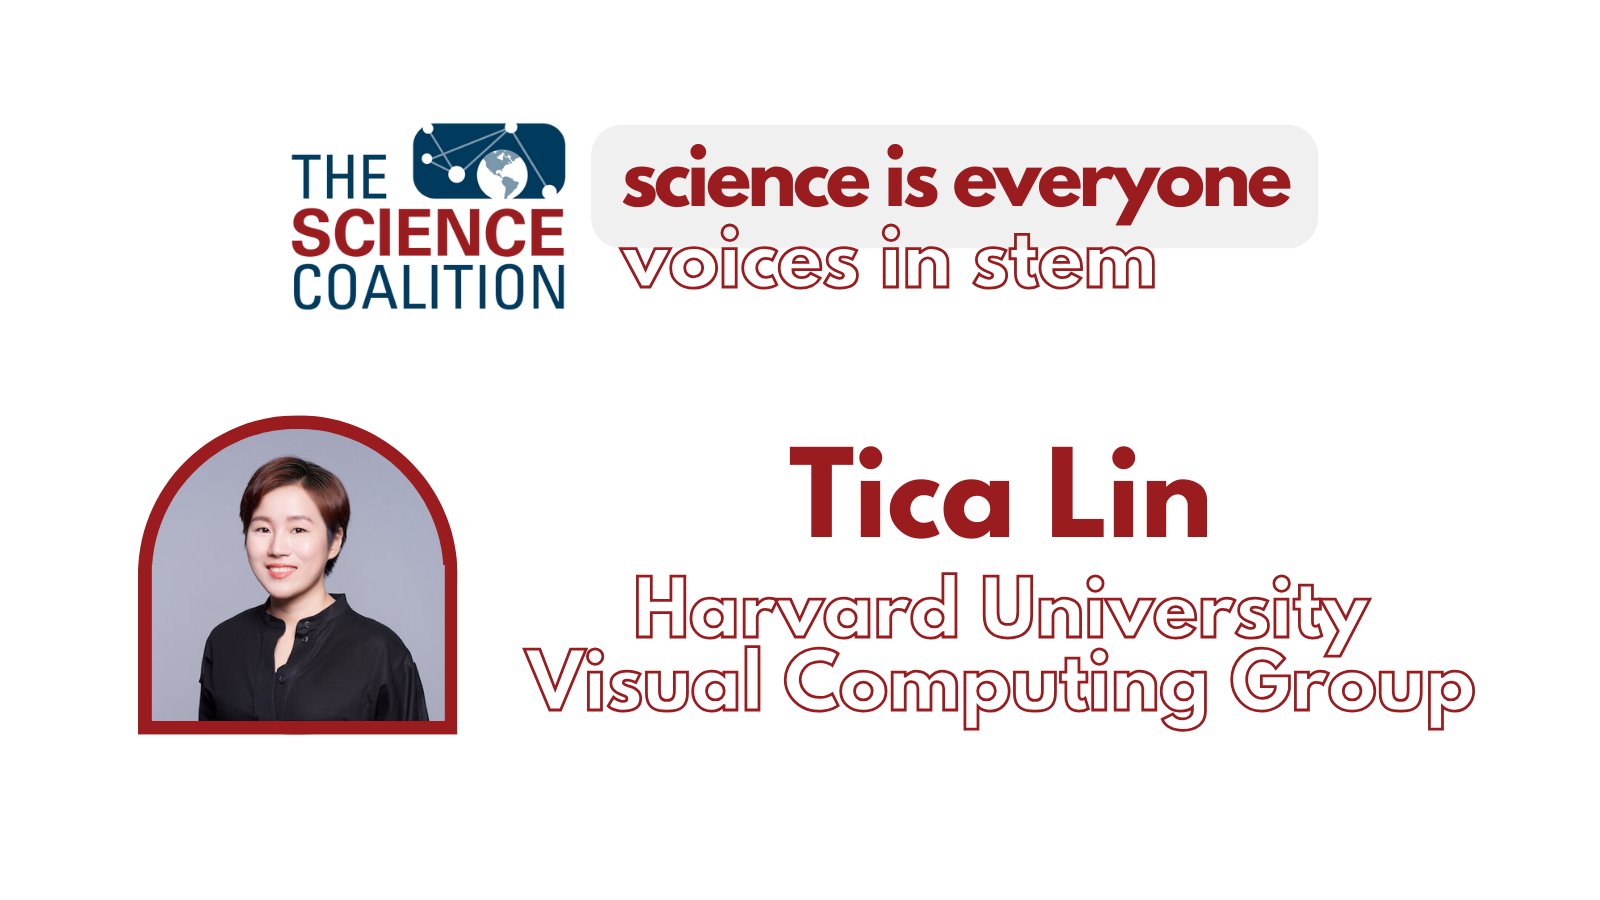 THE
SCIENCE
COALITION
science is everyone
voices in stem
Tica Lin
Harvard University
Visual Computing Group